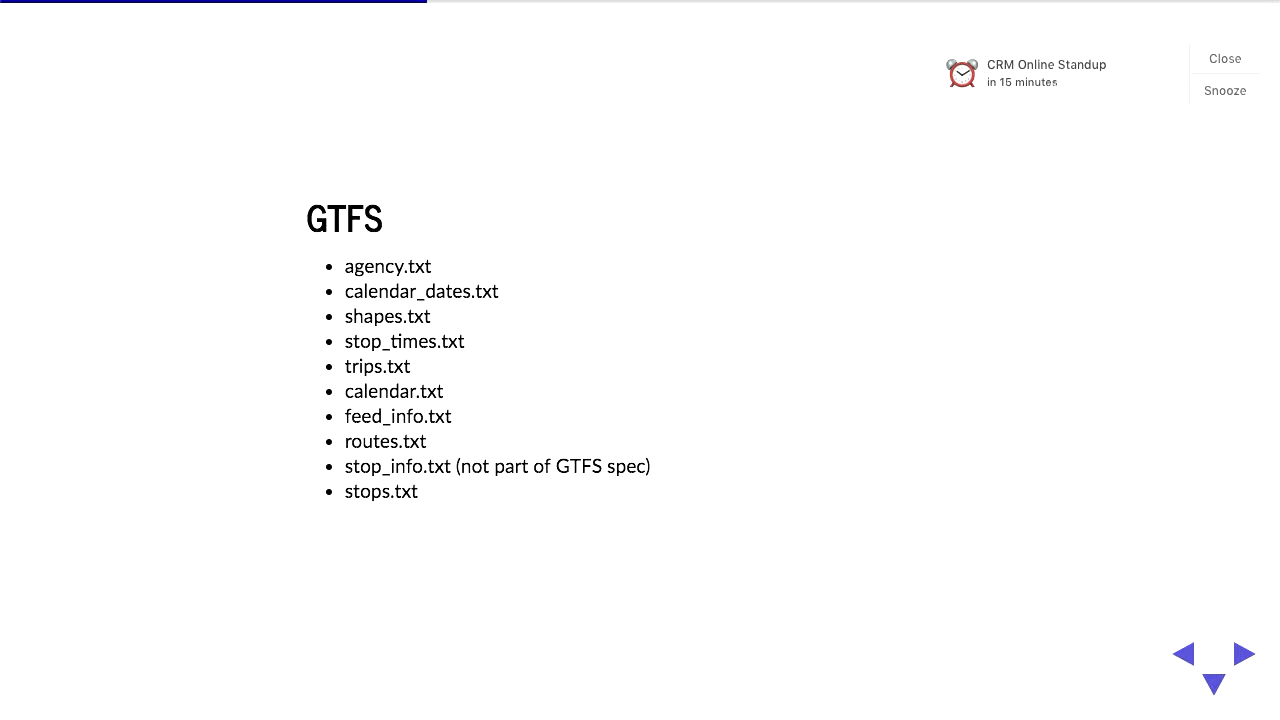 CRM Online Standup
in 15 minutes
Close
Snooze
GTFS
agency.txt
calendar_dates.txt
shapes.txt
stop_times.txt
trips.txt
calendar.txt
feed_info.txt
routes.txt
stop_info.txt (not part of GTFS spec)
stops.txt